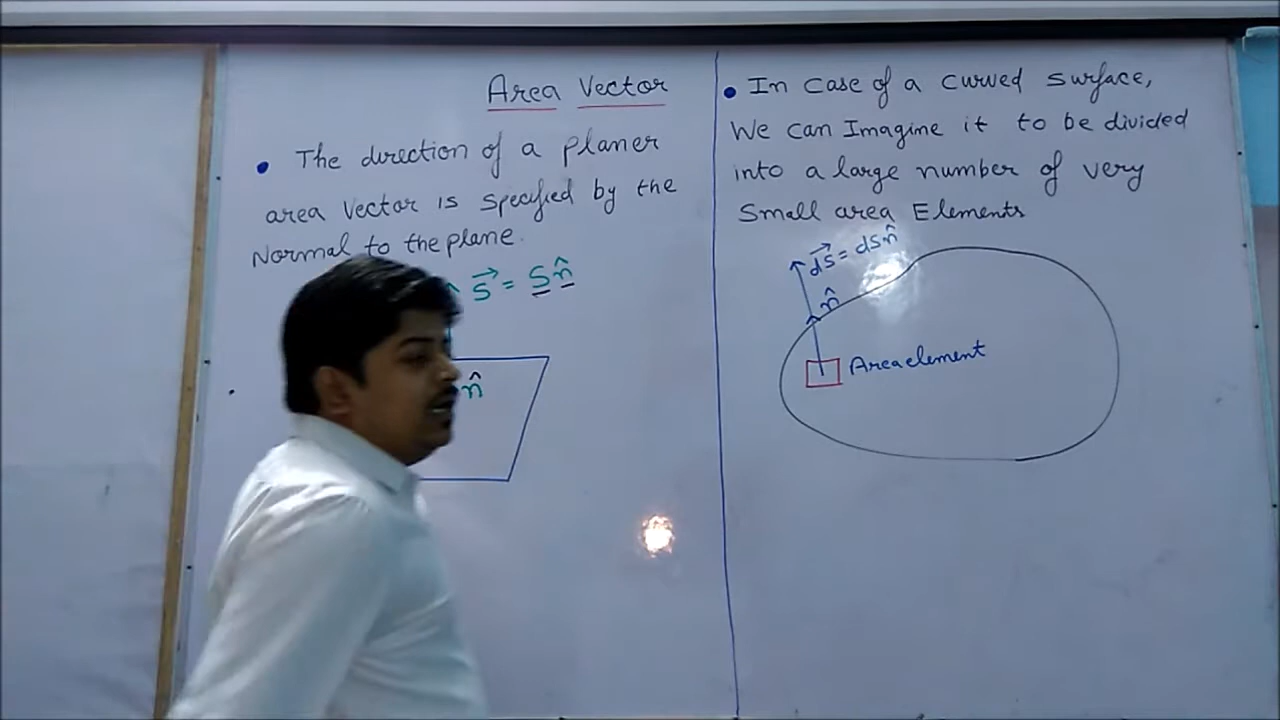 Area Vector
• The direction of a planer
area vector is specified by the
Normal to the plane.
S⃗ = S n̂
n̂
• In case of a curved surface,
We can Imagine it to be divided
into a large number of very
Small area Elements
dS⃗ = dS n̂
n̂
Area element